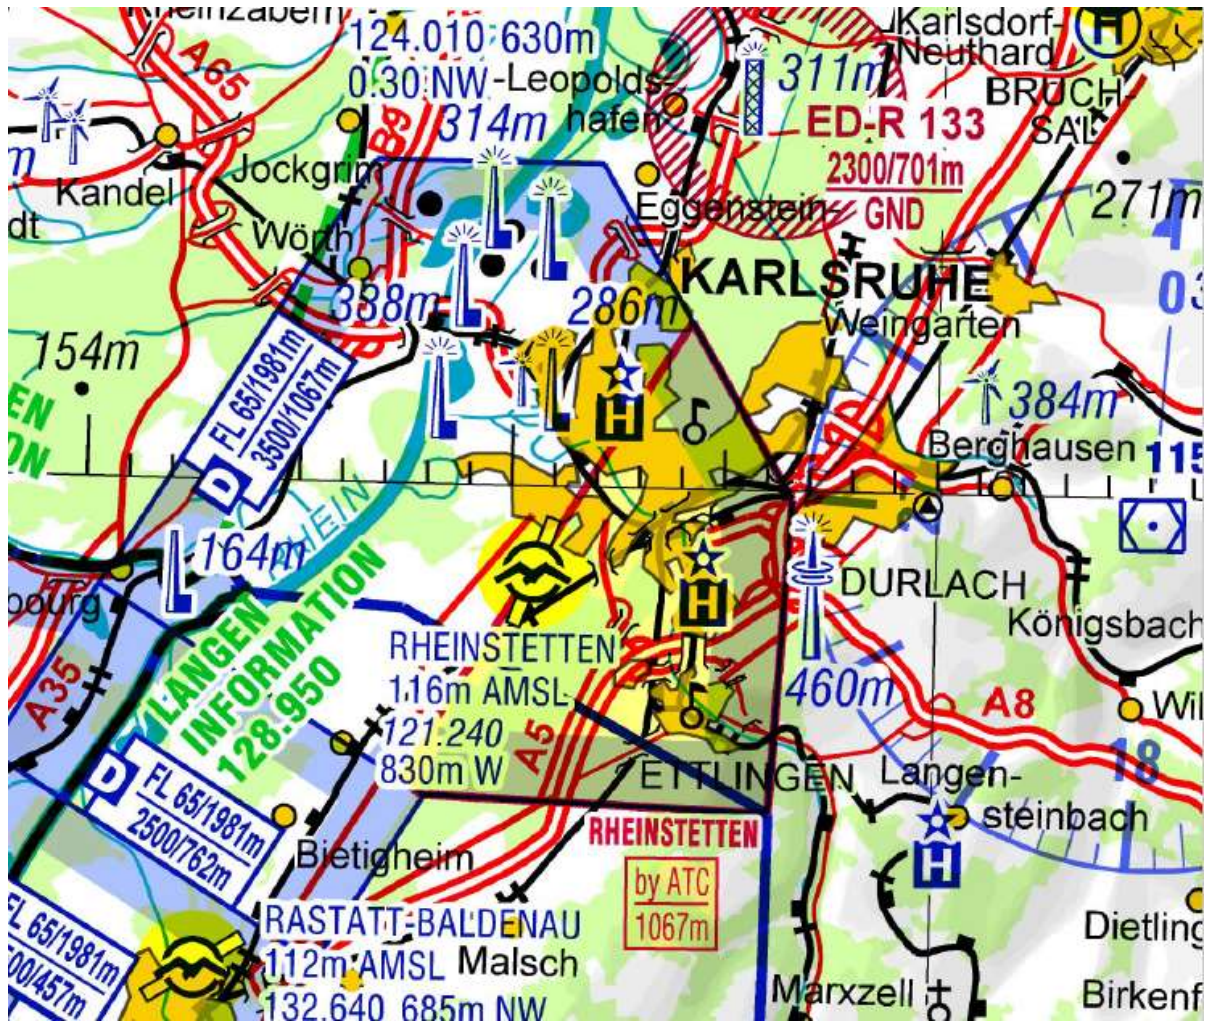 Rheinzabern
A65
124.010 630m
0.30 NW
Leopolds-
hafen
314m
B9
311m
Karlsdorf-
Neuthard
BRUCH-
SAL
H
ED-R 133
2300/701m
GND
271m
Kandel
Jockgrim
Wörth
Eggenstein-
KARLSRUHE
Weingarten
338m
286m
154m
FL 65/1981m
3500/1067m
D
H
384m
Berghausen
RHEIN
164m
LANGEN
INFORMATION
128.950
H
DURLACH
Königsbach
RHEINSTETTEN
116m AMSL
121.240
830m W
460m
A35
A5
A8
ETTLINGEN
Langen-
steinbach
18
H
D
FL 65/1981m
2500/762m
RHEINSTETTEN
by ATC
1067m
Bietigheim
RASTATT-BALDENAU
112m AMSL
132.640 685m NW
Malsch
FL 65/1981m
Marxzell
Dietling
Birkenf